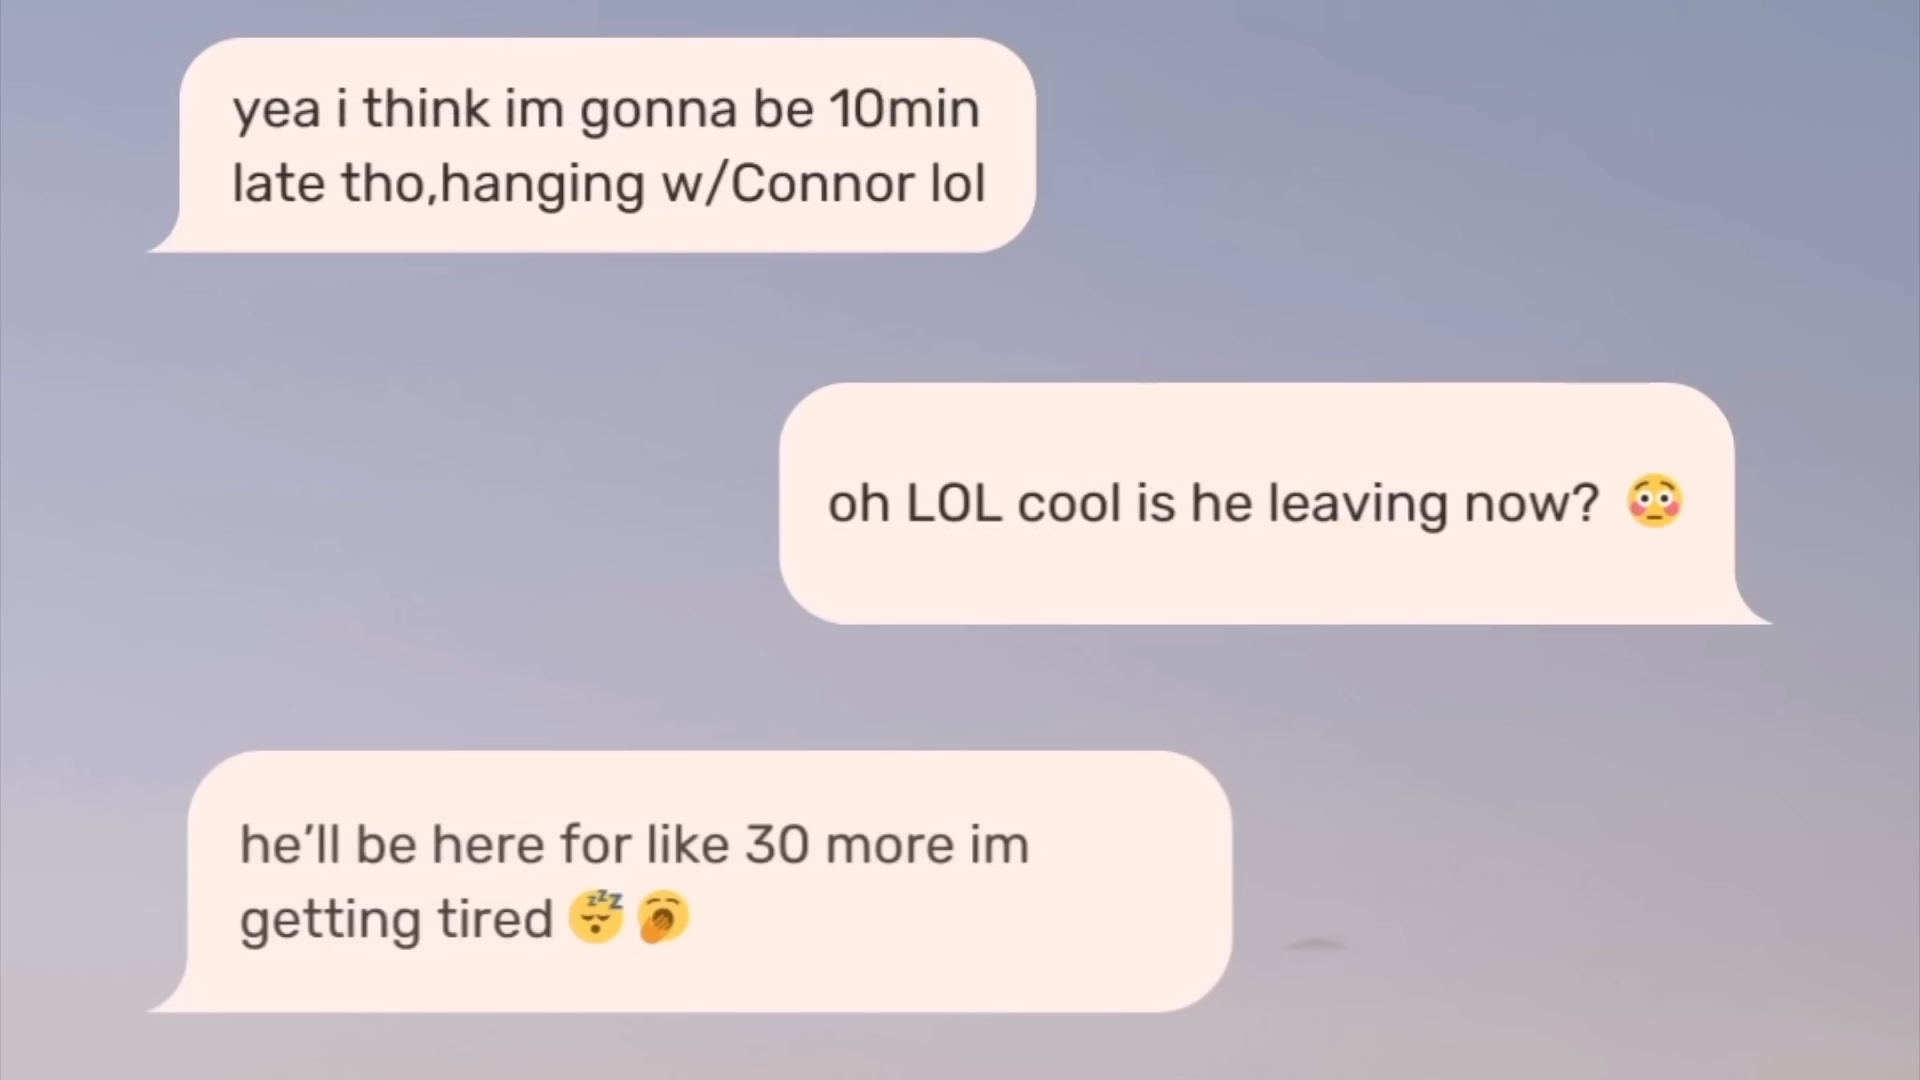 yea i think im gonna be 10min
late tho,hanging w/Connor lol
oh LOL cool is he leaving now? 😳
he’ll be here for like 30 more im
getting tired 😴🥱